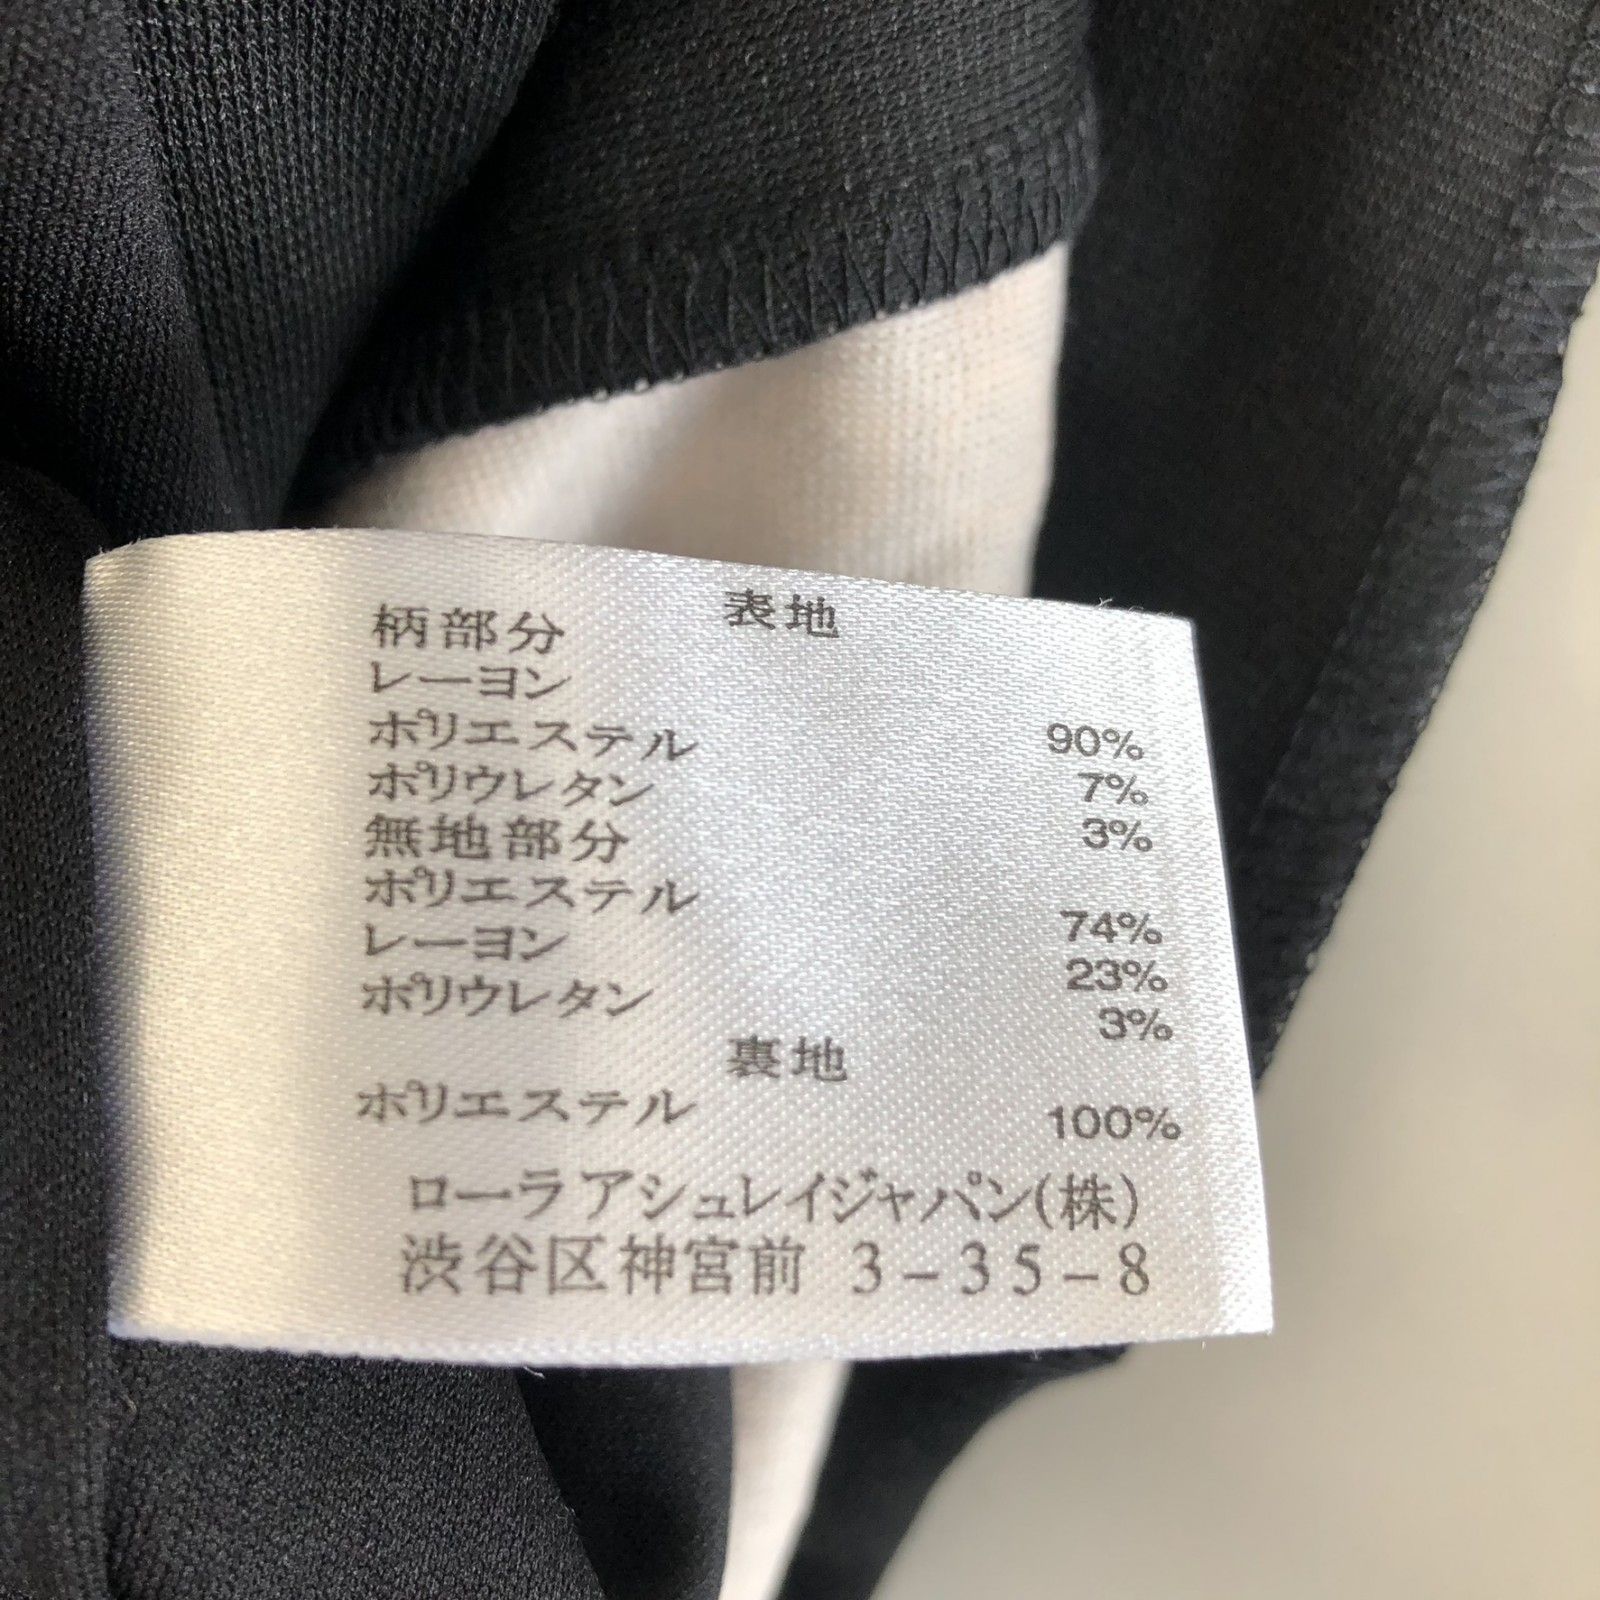 表地
柄部分
レーヨン 90%
ポリエステル 7%
ポリウレタン 3%
無地部分
ポリエステル 74%
レーヨン 23%
ポリウレタン 3%
裏地
ポリエステル 100%
ローラ アシュレイジャパン(株)
渋谷区神宮前 3-35-8